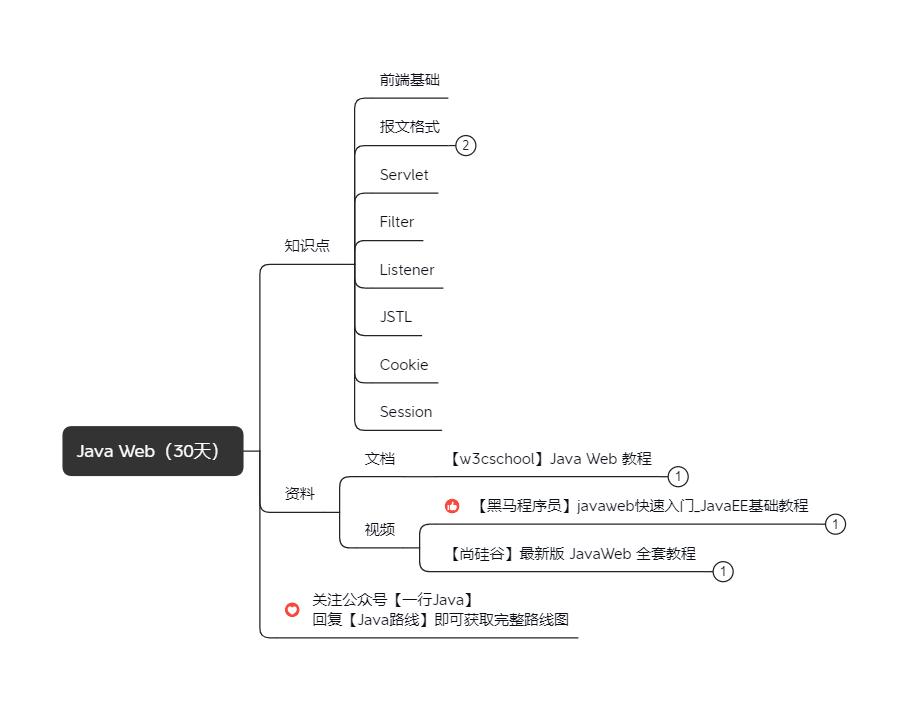 前端基础
报文格式
2
Servlet
Filter
知识点
Listener
JSTL
Cookie
Session
Java Web（30天）
文档
【w3cschool】Java Web 教程
1
资料
【黑马程序员】javaweb快速入门_JavaEE基础教程
1
视频
【尚硅谷】最新版 JavaWeb 全套教程
1
关注公众号【一行Java】
回复【Java路线】即可获取完整路线图